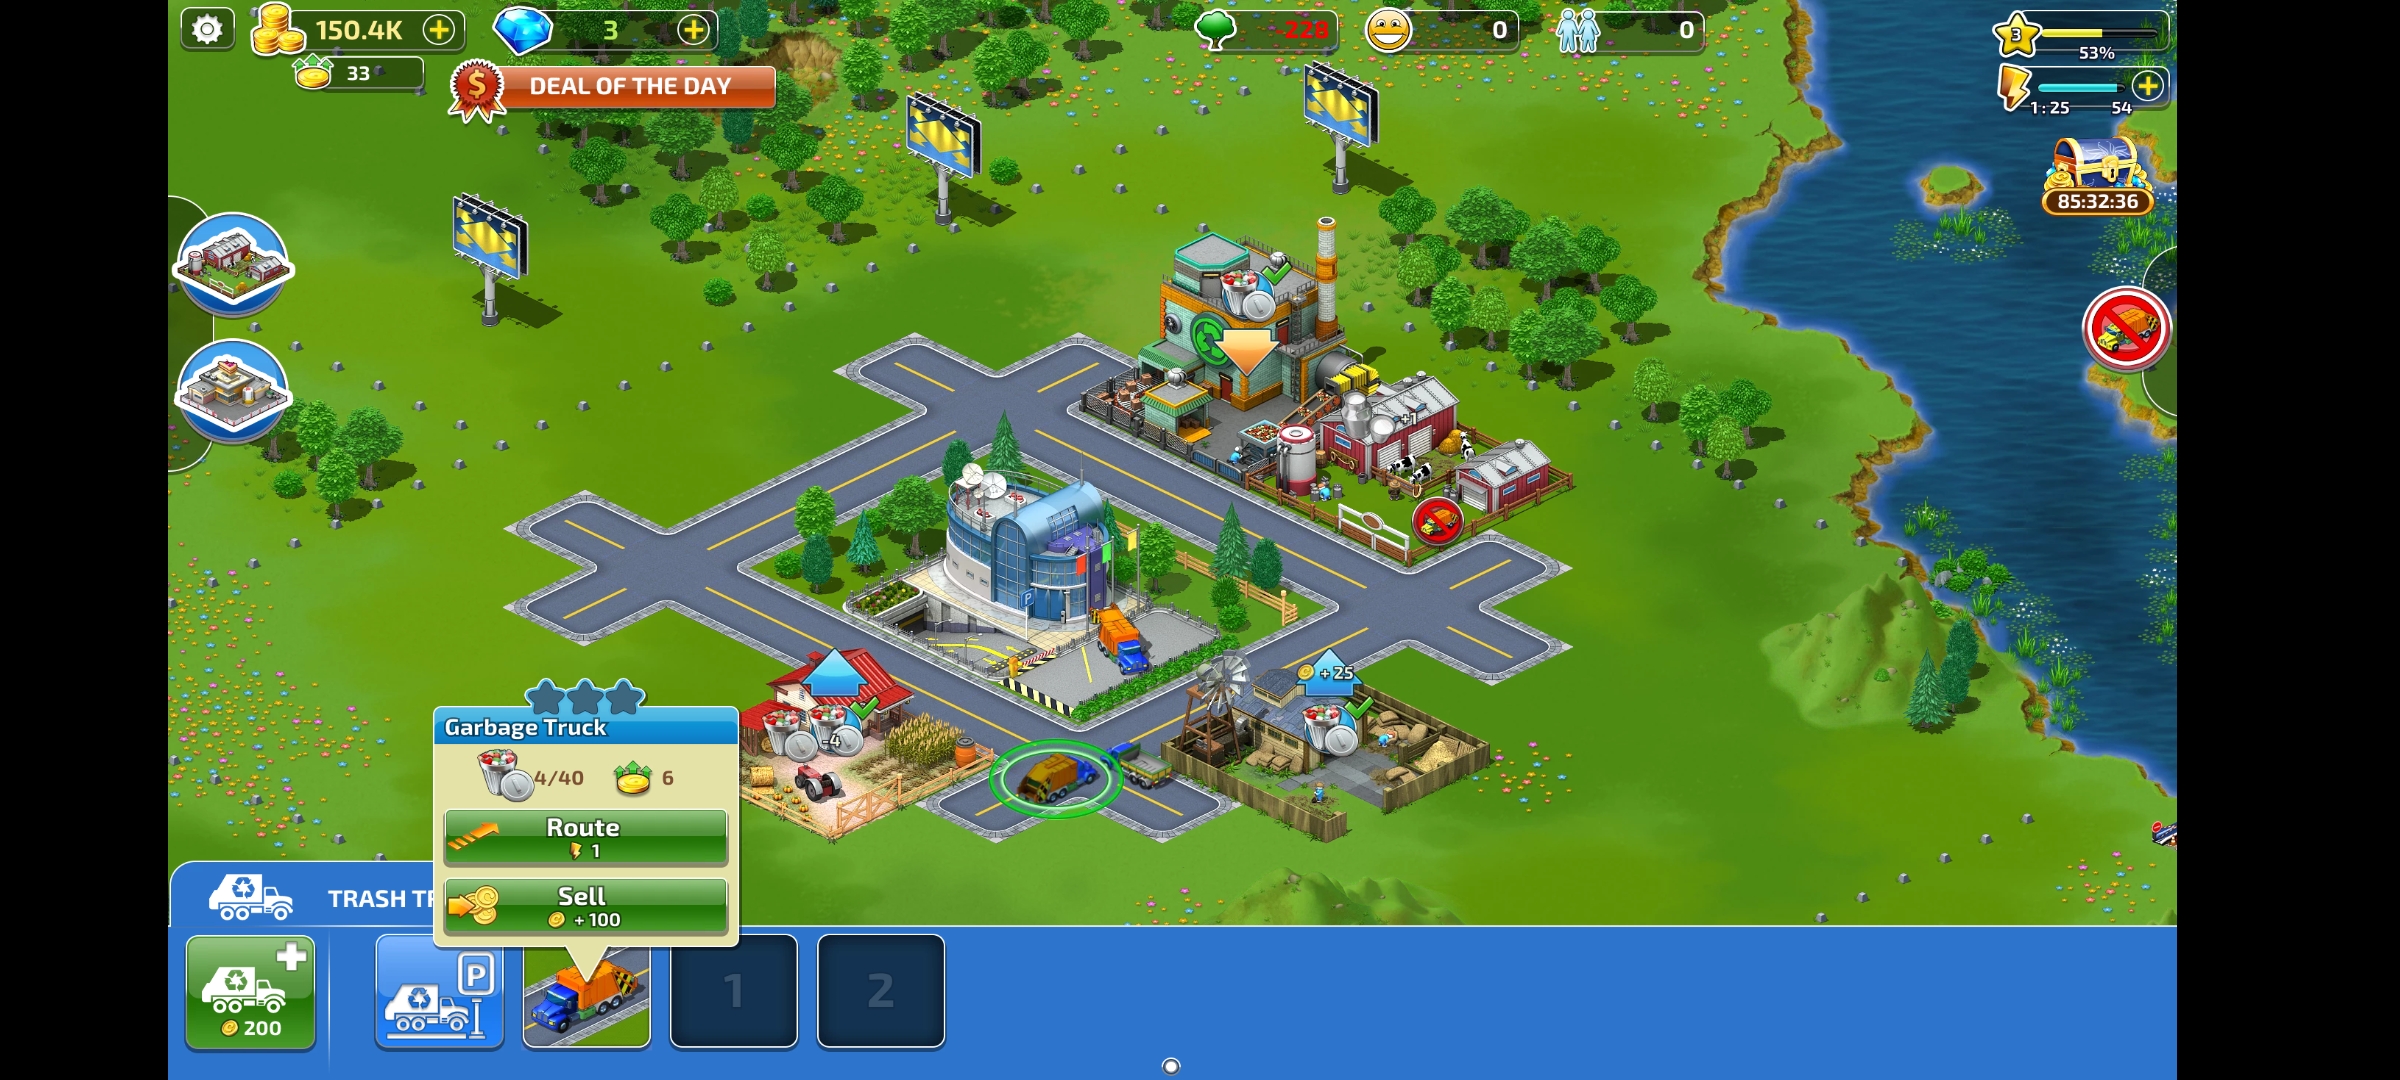 150.4K
3
-228
0
0
3
53%
33
DEAL OF THE DAY
1:25
54
85:32:36
+1
P
+25
-4
Garbage Truck
4/40
6
Route
1
Sell
+100
TRASH TR
200
P
1
2